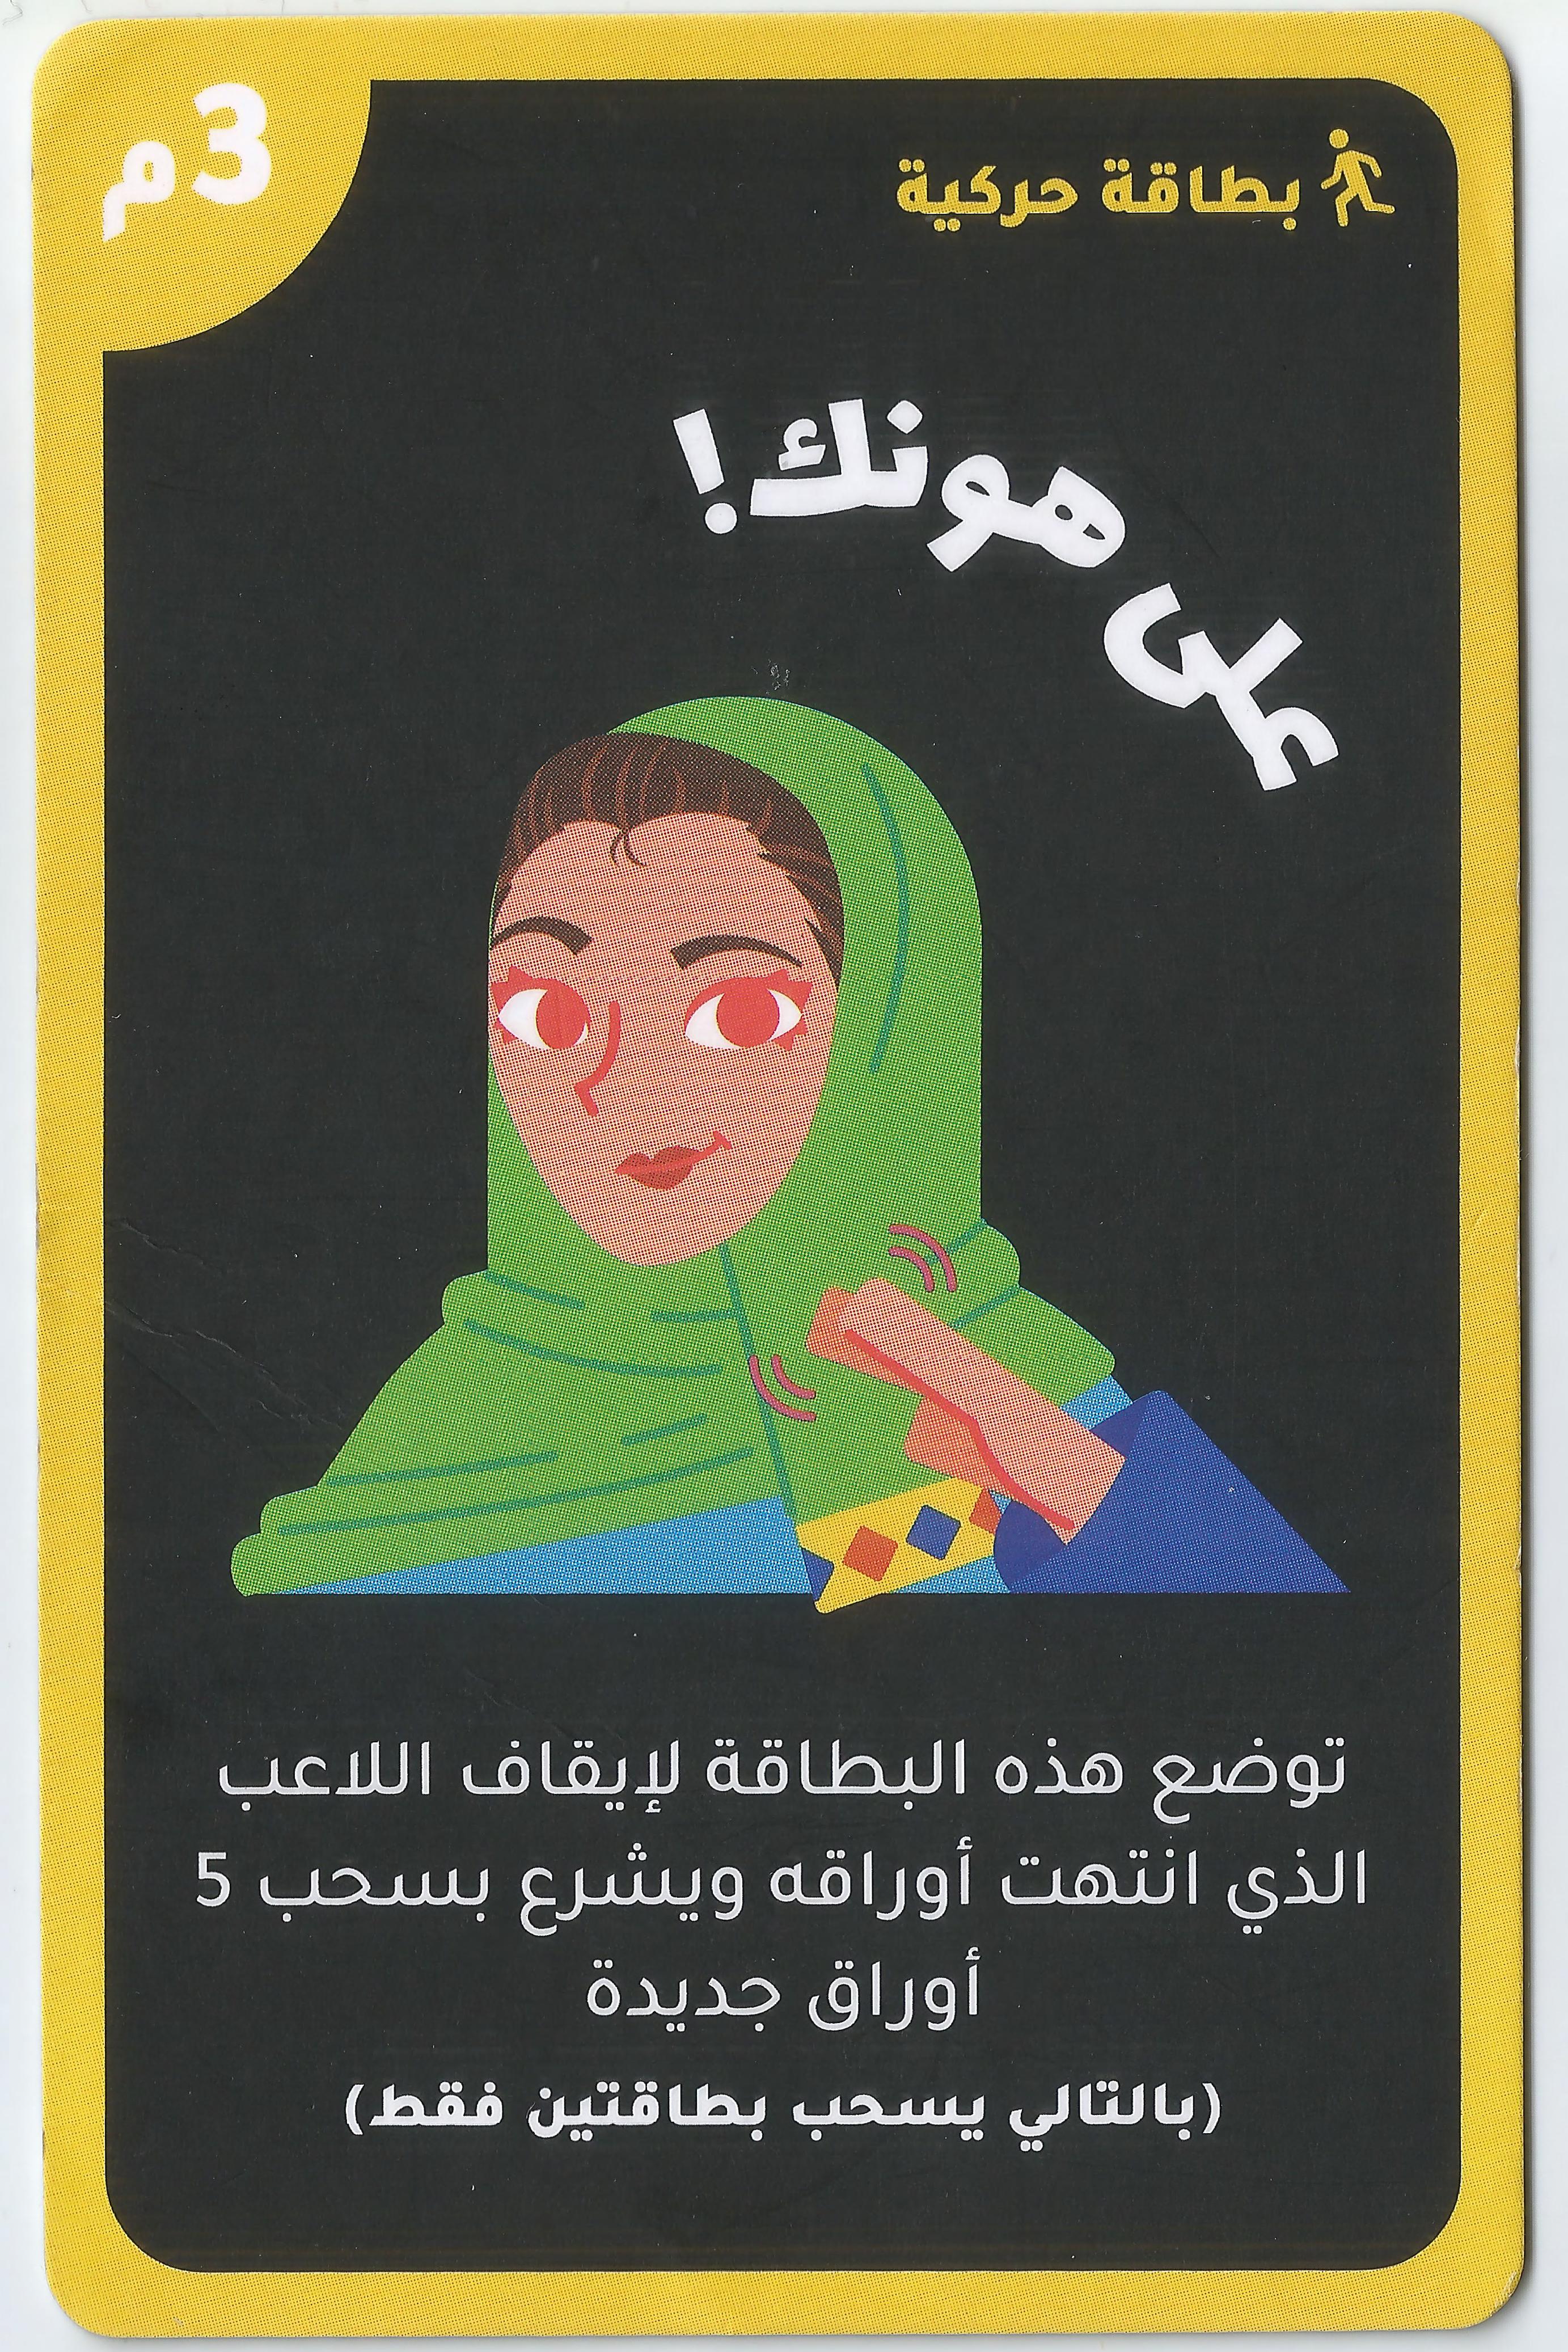 بطاقة حركية
3م
على هونك!
توضع هذه البطاقة لإيقاف اللاعب
الذي انتهت أوراقه ويشرع بسحب 5
أوراق جديدة
(بالتالي يسحب بطاقتين فقط)